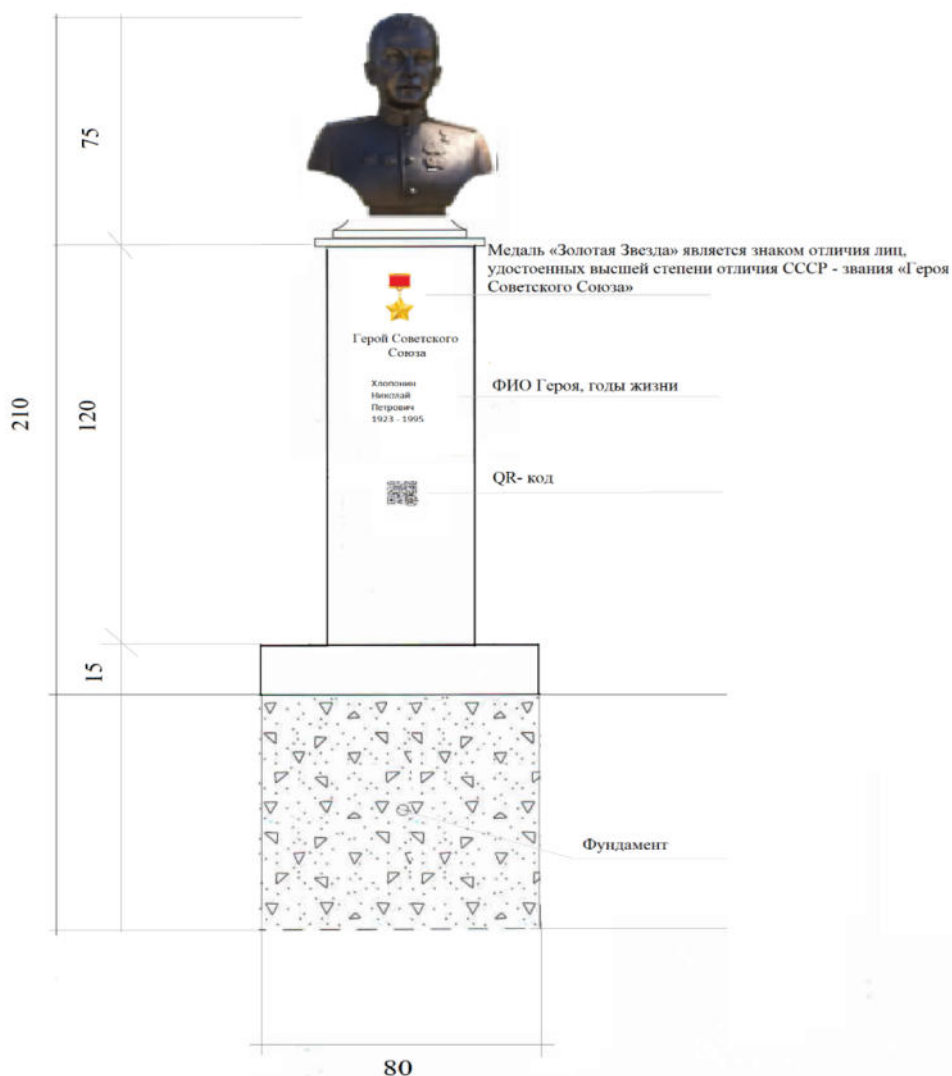 75
Медаль «Золотая Звезда» является знаком отличия лиц,
удостоенных высшей степени отличия СССР - звания «Героя
Советского Союза»
Герой Советского
Союза
Хлопонин
Николай
Петрович
1923 - 1995
ФИО Героя, годы жизни
210
120
QR- код
15
Фундамент
80